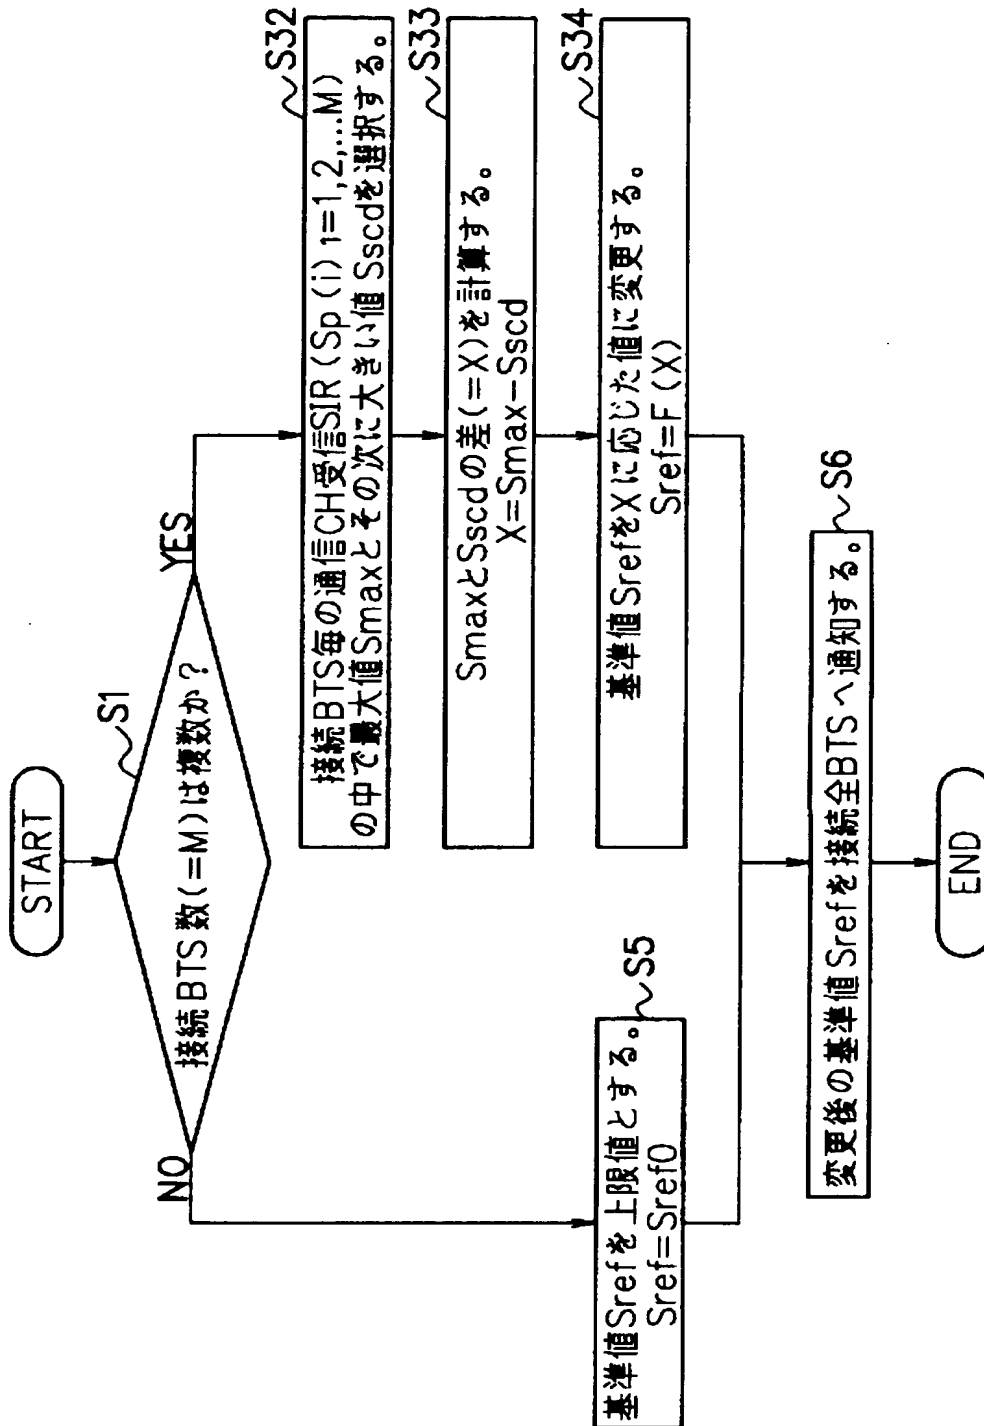 START
S1
接続BTS数(=M)は複数か？
NO
YES
S32
接続BTS毎の通信CH受信SIR(Sp(i) i=1,2,...M)
の中で最大値Smaxとその次に大きい値Sscdを選択する。
S33
SmaxとSscdの差(=X)を計算する。
X=Smax-Sscd
S34
基準値SrefをXに応じた値に変更する。
Sref=F(X)
S5
基準値Srefを上限値とする。
Sref=Sref0
S6
変更後の基準値Srefを接続全BTSへ通知する。
END